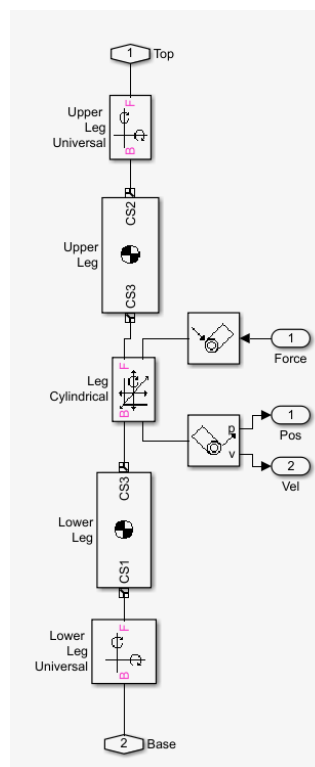 1
Top
Upper
Leg
Universal
F
B
CS2
Upper
Leg
CS3
1
Force
Leg
Cylindrical
F
B
p
v
1
Pos
2
Vel
CS3
Lower
Leg
CS1
Lower
Leg
Universal
F
B
2
Base